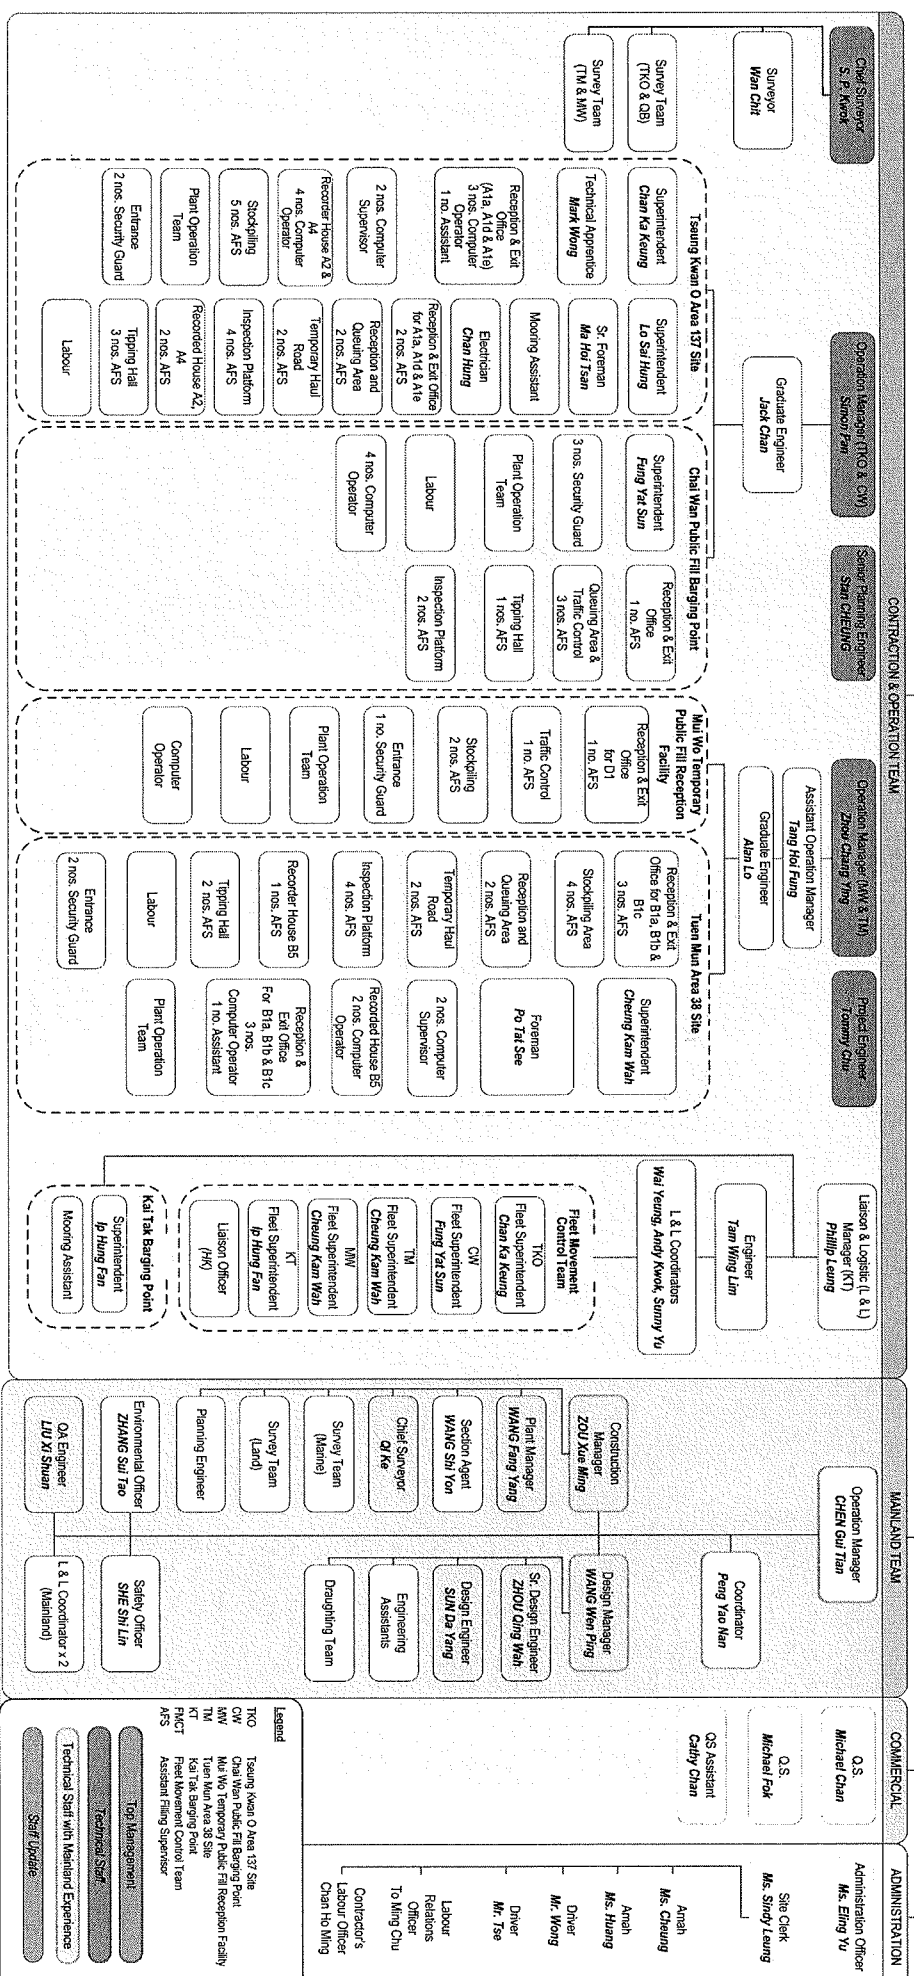 CONTRACTION & OPERATION TEAM
Chief Surveyor
S. P. Kwok
Surveyor
Wan Chit
Survey Team
(TKO & QB)
Survey Team
(TM & MW)
Operation Manager (TKO & CW)
Simon Pan
Graduate Engineer
Jack Chan
Senior Planning Engineer
Stan CHEUNG
Operation Manager (MW & TM)
Zhou Chang Ying
Assistant Operation Manager
Tang Hoi Fung
Graduate Engineer
Alan Lo
Project Engineer
Tommy Chu
Liaison & Logistic (L & L)
Manager (KT)
Philip Leung
Engineer
Tam Wing Lim
L & L Coordinators
Wai Yeung, Andy Kwok, Sunny Yu
Tseung Kwan O Area 137 Site
Superintendent
Chan Ka Keung
Technical Apprentice
Mark Wong
Reception & Exit
Office
(A1a, A1d & A1e)
3 nos. Computer
Operator
1 no. Assistant
2 nos. Computer
Supervisor
Recorder House A2 &
A4
4 nos. Computer
Operator
Stockpiling
5 nos. AFS
Plant Operation
Team
Entrance
2 nos. Security Guard
Superintendent
Lo Sai Hung
Sr. Foreman
Ma Hoi Tsan
Mooring Assistant
Electrician
Chan Hung
Reception & Exit Office
for A1a, A1d & A1e
2 nos. AFS
Reception and
Queuing Area
2 nos. AFS
Temporary Haul
Road
2 nos. AFS
Inspection Platform
4 nos. AFS
Recorded House A2,
A4
2 nos. AFS
Tipping Hall
3 nos. AFS
Labour
Chai Wan Public Fill Barging Point
Superintendent
Fung Yat Sun
3 nos. Security Guard
Plant Operation
Team
Labour
4 nos. Computer
Operator
Reception & Exit
Office
1 no. AFS
Queuing Area &
Traffic Control
3 nos. AFS
Tipping Hall
1 nos. AFS
Inspection Platform
2 nos. AFS
Mui Wo Temporary
Public Fill Reception
Facility
Reception & Exit
Office
for D1
1 no. AFS
Traffic Control
1 no. AFS
Stockpiling
2 nos. AFS
Entrance
1 no. Security Guard
Plant Operation
Team
Labour
Computer
Operator
Tuen Mun Area 38 Site
Reception & Exit
Office for B1a, B1b &
B1c
3 nos. AFS
Stockpiling Area
4 nos. AFS
Reception and
Queuing Area
2 nos. AFS
Temporary Haul
Road
2 nos. AFS
Inspection Platform
4 nos. AFS
Recorder House B5
1 nos. AFS
Tipping Hall
2 nos. AFS
Labour
Entrance
2 nos. Security Guard
Superintendent
Cheung Kam Wah
Foreman
Po Tat See
2 nos. Computer
Supervisor
Recorded House B5
2 nos. Computer
Operator
Reception &
Exit Office
For B1a, B1b & B1c
3 nos.
Computer Operator
1 no. Assistant
Plant Operation
Team
Fleet Movement
Control Team
TKO
Fleet Superintendent
Chan Ka Keung
CW
Fleet Superintendent
Fung Yat Sun
TM
Fleet Superintendent
Cheung Kam Wah
MW
Fleet Superintendent
Cheung Kam Wah
KT
Fleet Superintendent
Ip Hung Fan
Liaison Officer
(HK)
Kai Tak Barging Point
Superintendent
Ip Hung Fan
Mooring Assistant
MAINLAND TEAM
Operation Manager
CHEN Gui Tian
Coordinator
Peng Yao Nan
Construction
Manager
ZOU Xue Ming
Plant Manager
WANG Fang Yang
Section Agent
WANG Shi Yon
Chief Surveyor
Qi Ke
Survey Team
(Marine)
Survey Team
(Land)
Planning Engineer
Environmental Officer
ZHANG Sui Tao
QA Engineer
LIU Xi Shuan
Design Manager
WANG Wen Ping
Sr. Design Engineer
ZHOU Qing Wah
Design Engineer
SUN Da Yang
Engineering
Assistants
Draughting Team
Safety Officer
SHE Shi Lin
L & L Coordinator x 2
(Mainland)
COMMERCIAL
Q.S.
Michael Chan
Q.S.
Michael Fok
QS Assistant
Cathy Chan
ADMINISTRATION
Administration Officer
Ms. Eling Yu
Site Clerk
Ms. Sindy Leung
Amah
Ms. Cheung
Amah
Ms. Huang
Driver
Mr. Wong
Driver
Mr. Tse
Labour
Relations
Officer
To Ming Chu
Contractor's
Labour Officer
Chan Ho Ming
Legend
TKO Tseung Kwan O Area 137 Site
CW Chai Wan Public Fill Barging Point
MW Mui Wo Temporary Public Fill Reception Facility
TM Tuen Mun Area 38 Site
KT Kai Tak Barging Point
FMCT Fleet Movement Control Team
AFS Assistant Filling Supervisor
Top Management
Technical Staff
Technical Staff with Mainland Experience
Staff Update